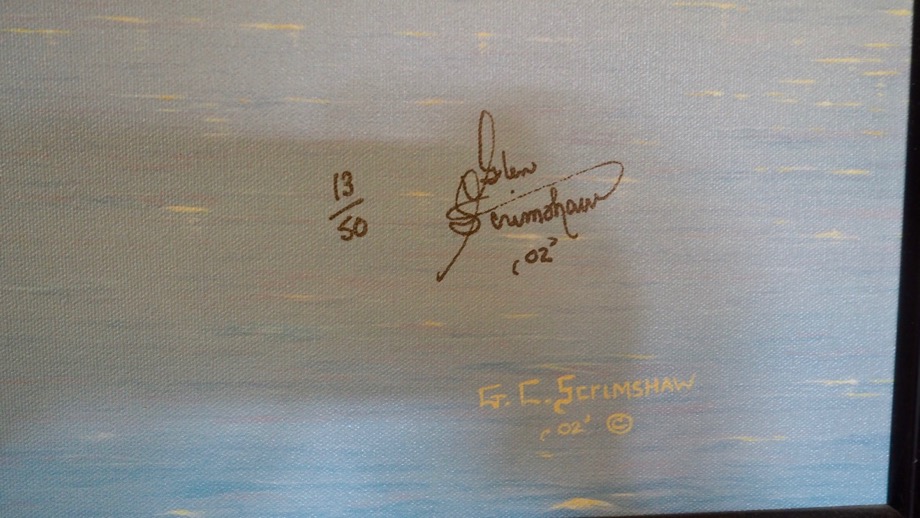 13/50
Glen
Scrimshaw
'02'
G. C. SCRIMSHAW
'02' ©